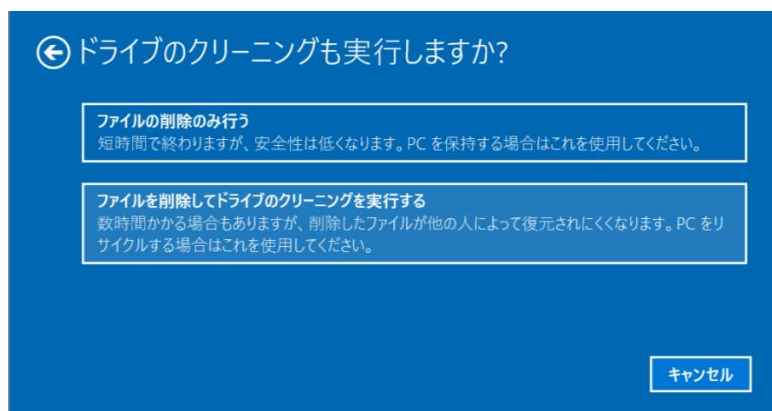 ドライブのクリーニングも実行しますか?
ファイルの削除のみ行う
短時間で終わりますが、安全性は低くなります。PC を保持する場合はこれを使用してください。
ファイルを削除してドライブのクリーニングを実行する
数時間かかる場合もありますが、削除したファイルが他の人によって復元されにくくなります。PC をリ
サイクルする場合はこれを使用してください。
キャンセル